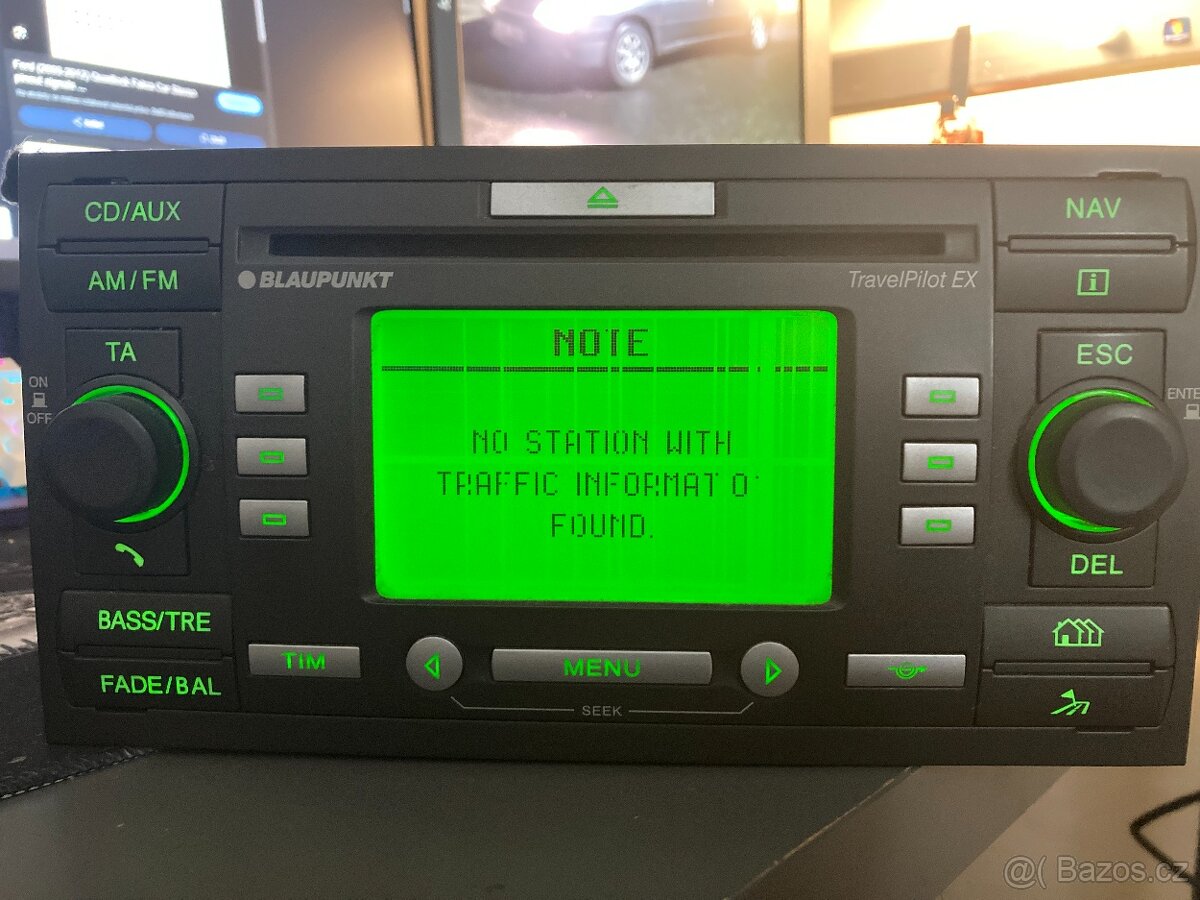 CD/AUX
NAV
AM/FM
BLAUPUNKT
TravelPilot EX
i
TA
NOTE
ESC
ON
OFF
NO STATION WITH
TRAFFIC INFORMAT O
FOUND.
DEL
BASS/TRE
FADE/BAL
TIM
MENU
SEEK
@( Bazos.cz